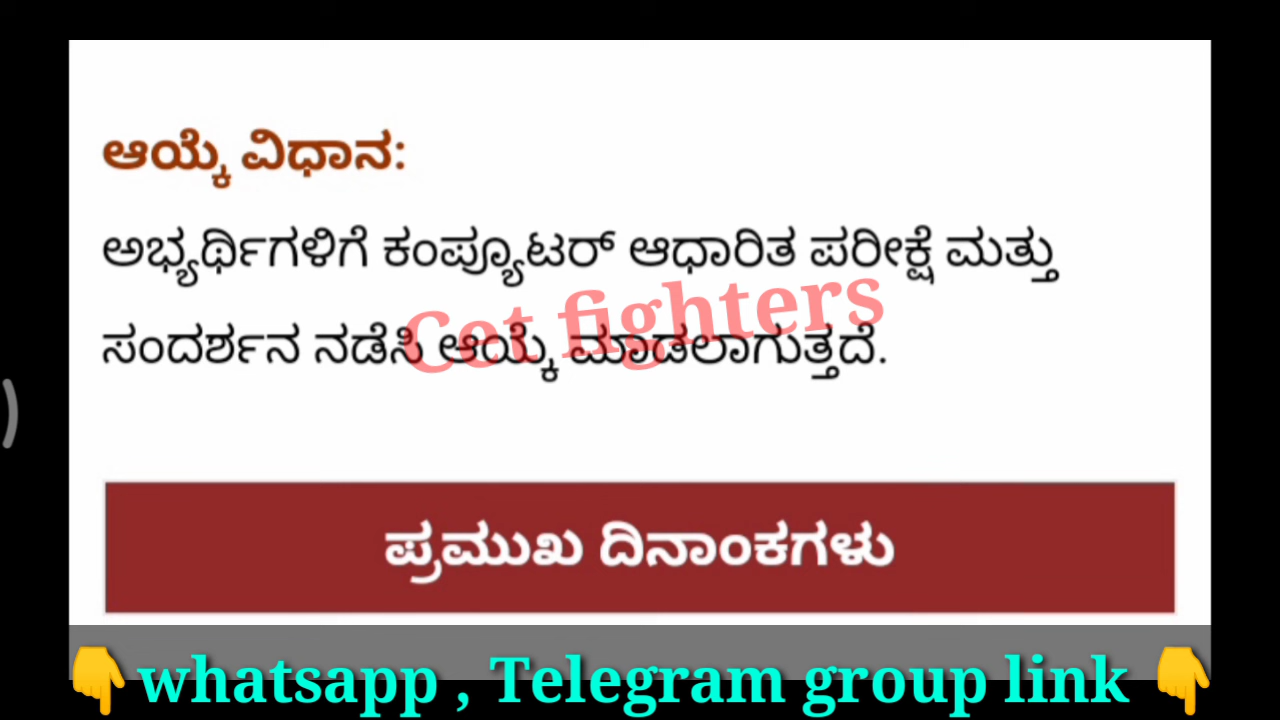 ಆಯ್ಕೆ ವಿಧಾನ:
ಅಭ್ಯರ್ಥಿಗಳಿಗೆ ಕಂಪ್ಯೂಟರ್ ಆಧಾರಿತ ಪರೀಕ್ಷೆ ಮತ್ತು
Cet fighters
ಸಂದರ್ಶನ ನಡೆಸಿ ಆಯ್ಕೆ ಮಾಡಲಾಗುತ್ತದೆ.
ಪ್ರಮುಖ ದಿನಾಂಕಗಳು
👇whatsapp , Telegram group link 👇